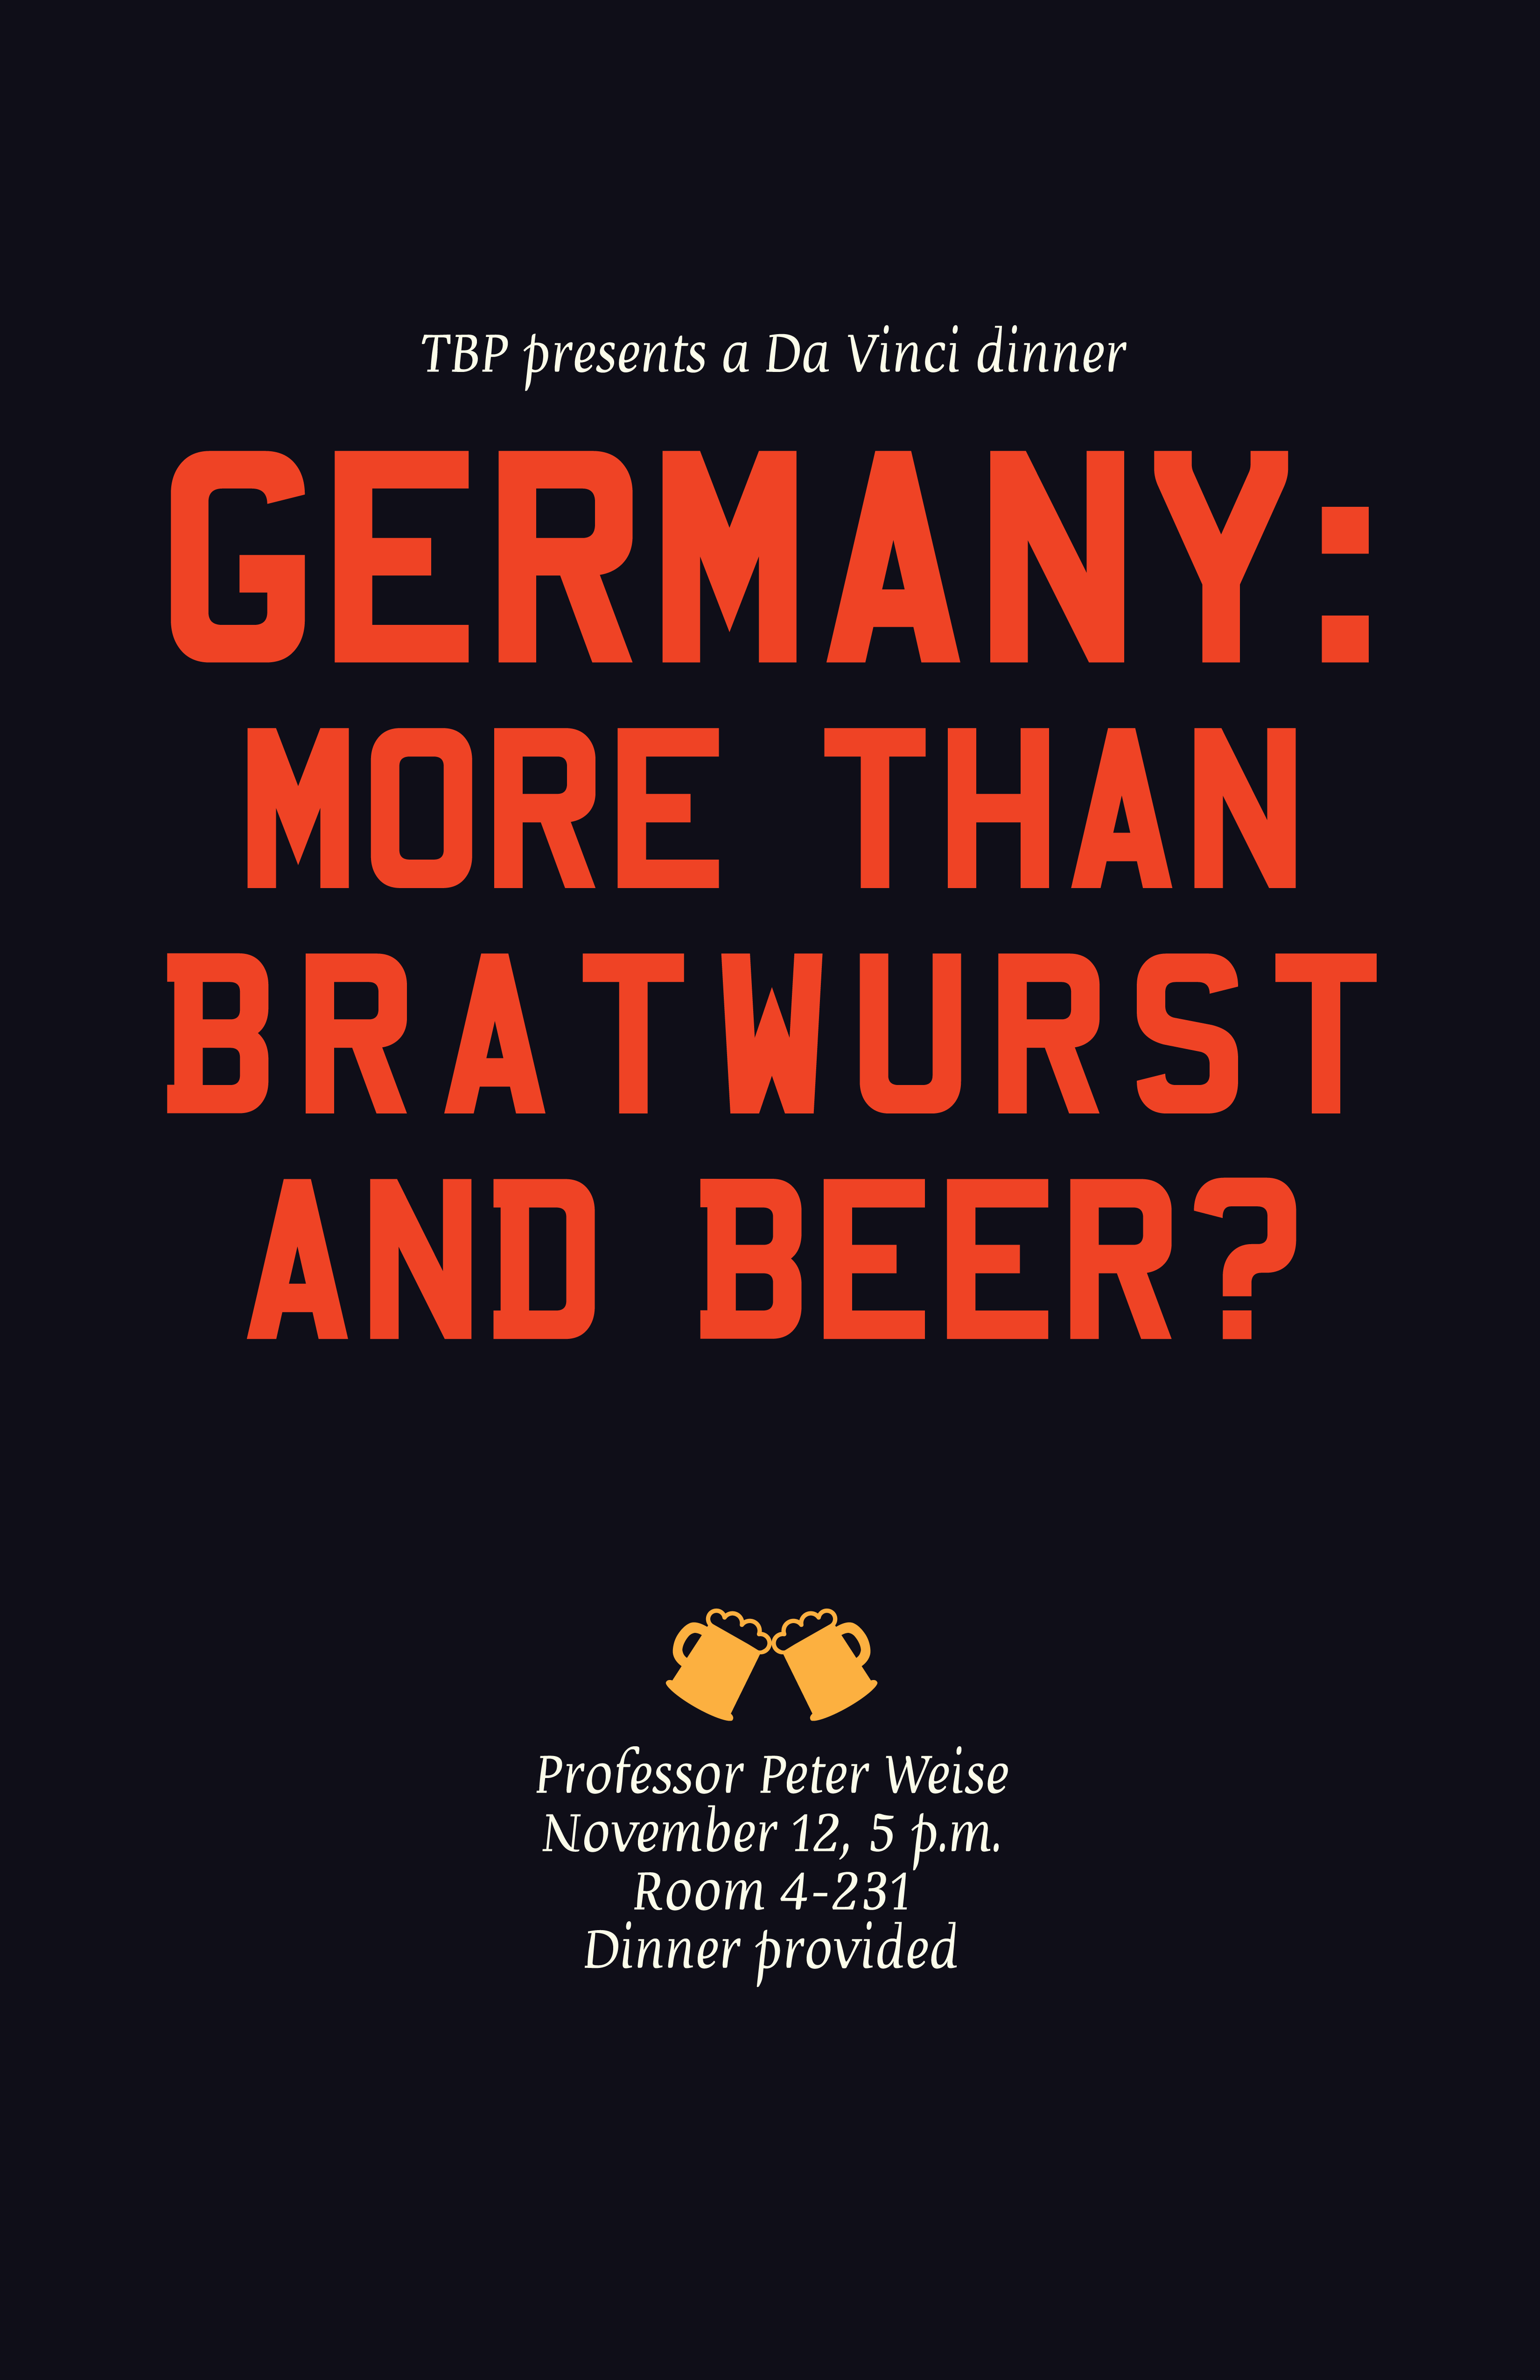 TBP presents a Da Vinci dinner
GERMANY:
MORE THAN
BRATWURST
AND BEER?
Professor Peter Weise
November 12, 5 p.m.
Room 4-231
Dinner provided